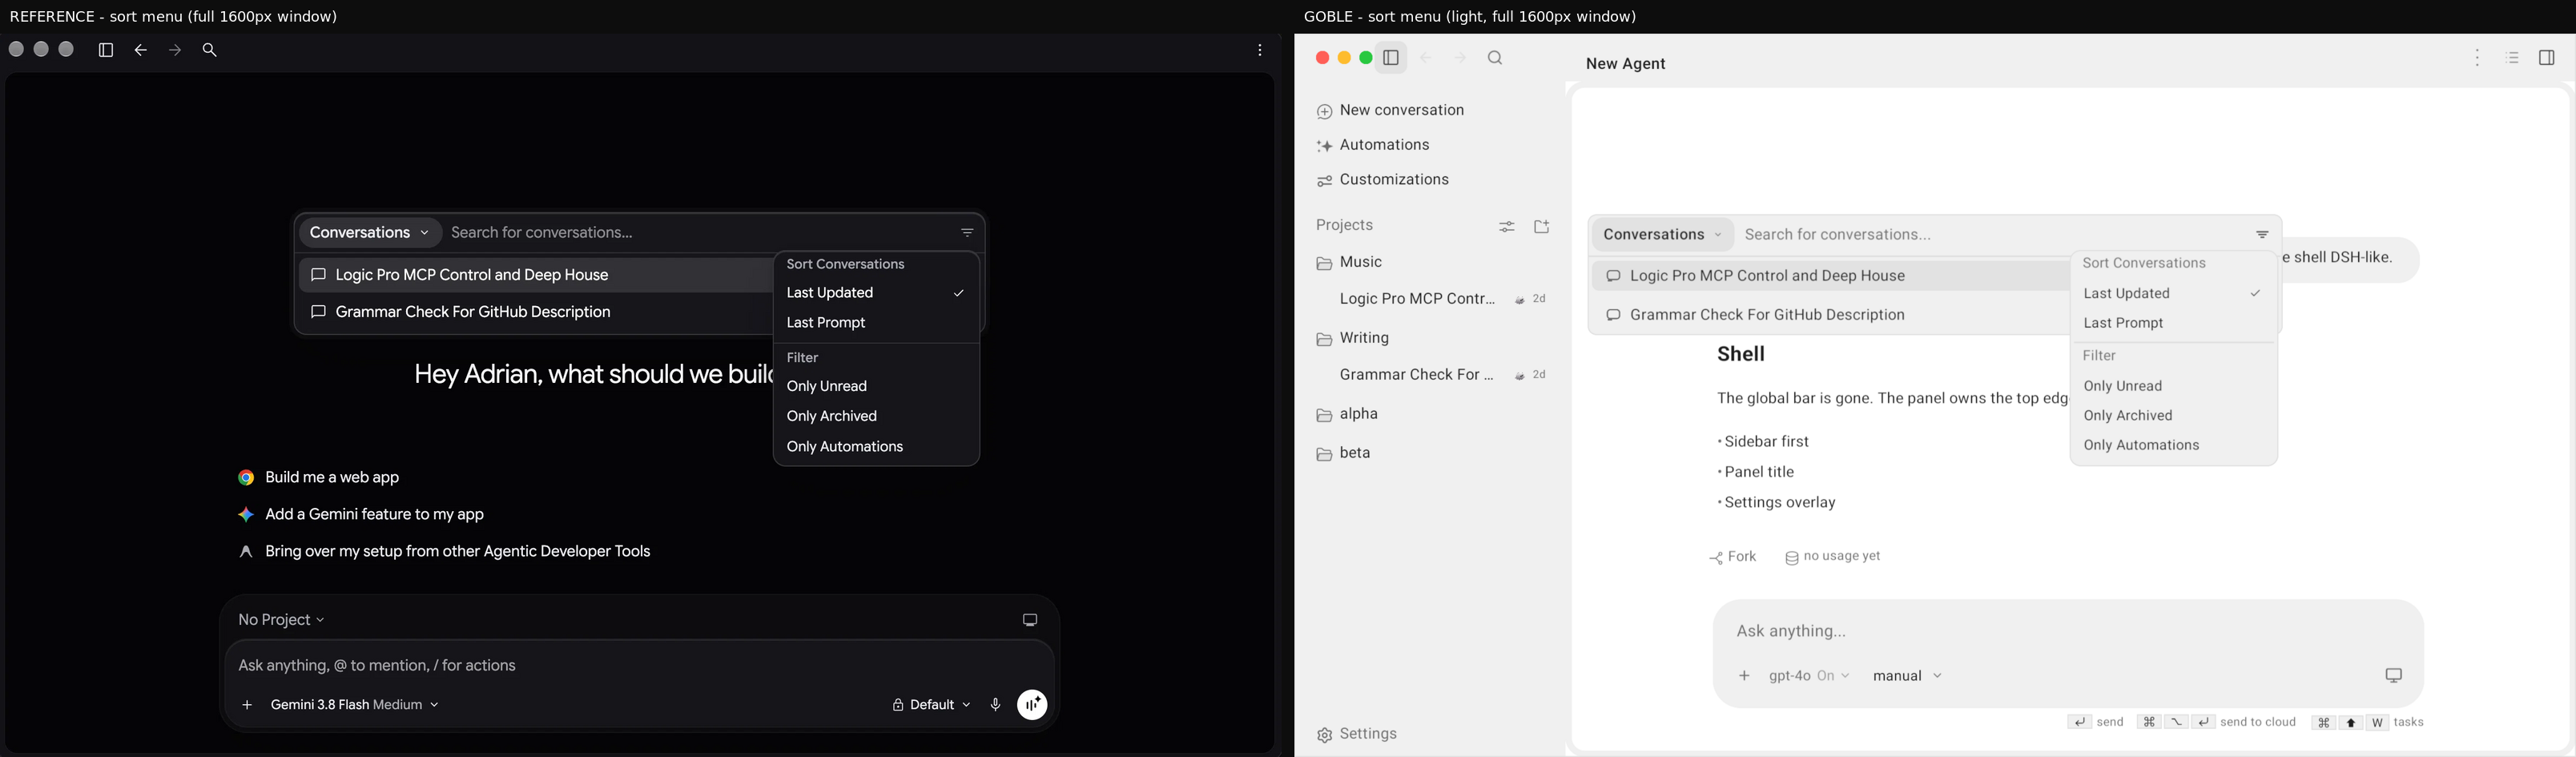 REFERENCE - sort menu (full 1600px window)
Conversations
Search for conversations...
Logic Pro MCP Control and Deep House
Grammar Check For GitHub Description
Sort Conversations
Last Updated
Last Prompt
Filter
Only Unread
Only Archived
Only Automations
Hey Adrian, what should we build
Build me a web app
Add a Gemini feature to my app
Bring over my setup from other Agentic Developer Tools
No Project
Ask anything, @ to mention, / for actions
Gemini 3.8 Flash Medium
Default
GOBLE - sort menu (light, full 1600px window)
New Agent
New conversation
Automations
Customizations
Projects
Music
Logic Pro MCP Contr... 2d
Writing
Grammar Check For ... 2d
alpha
beta
Settings
Conversations
Search for conversations...
Logic Pro MCP Control and Deep House
Grammar Check For GitHub Description
Sort Conversations
Last Updated
Last Prompt
Filter
Only Unread
Only Archived
Only Automations
e shell DSH-like.
Shell
The global bar is gone. The panel owns the top edg
• Sidebar first
• Panel title
• Settings overlay
Fork
no usage yet
Ask anything...
gpt-4o On
manual
send
send to cloud
W tasks